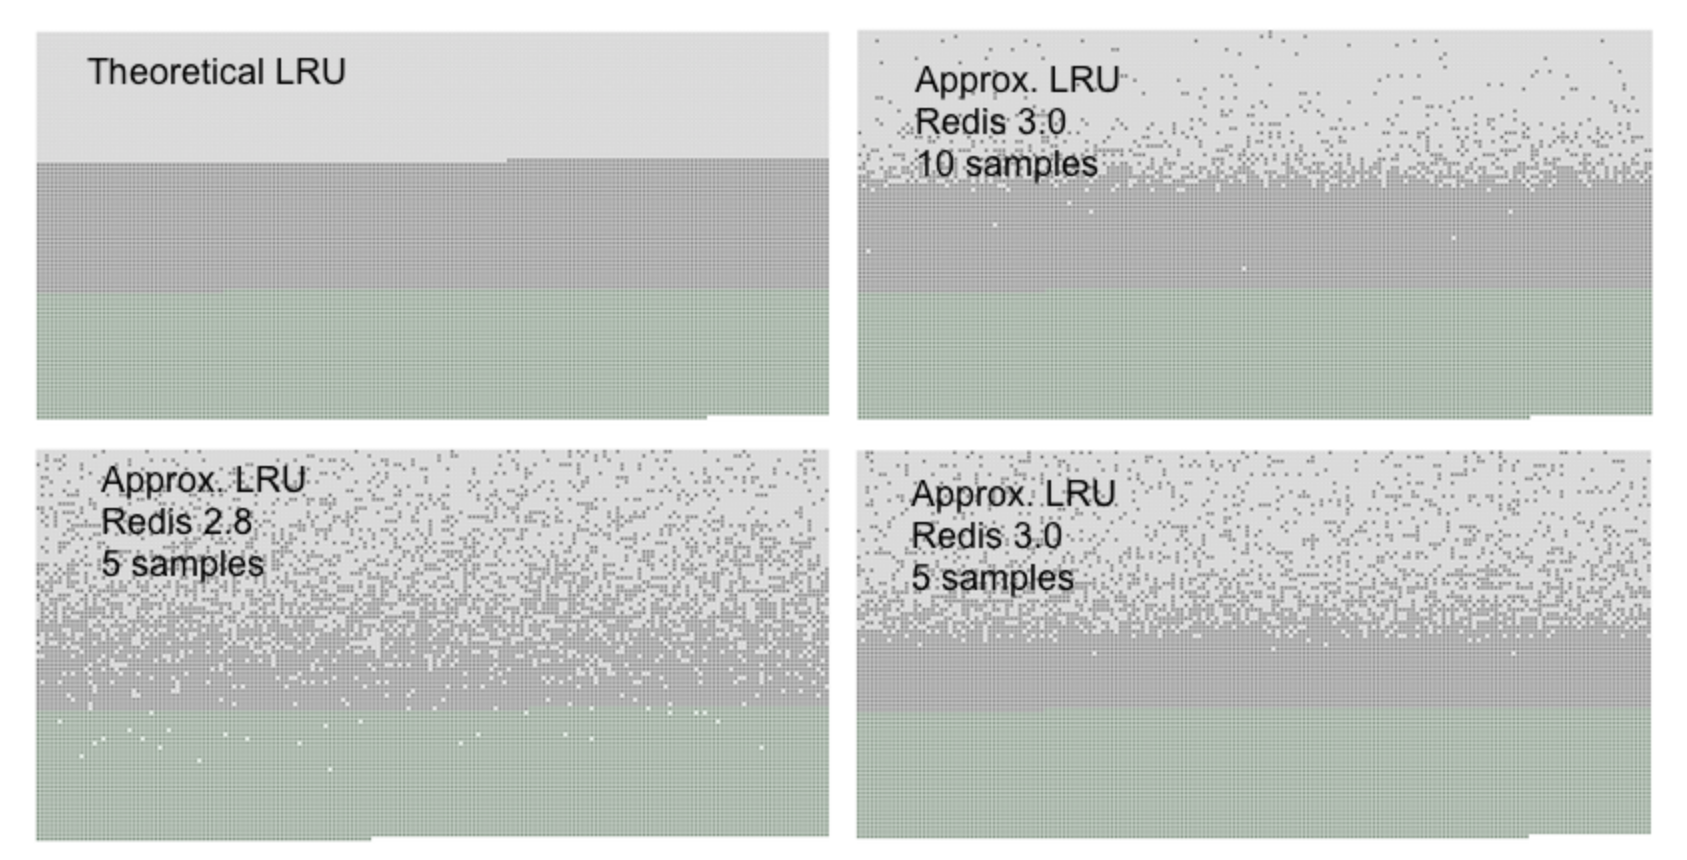 Theoretical LRU
Approx. LRU
Redis 3.0
10 samples
Approx. LRU
Redis 2.8
5 samples
Approx. LRU
Redis 3.0
5 samples